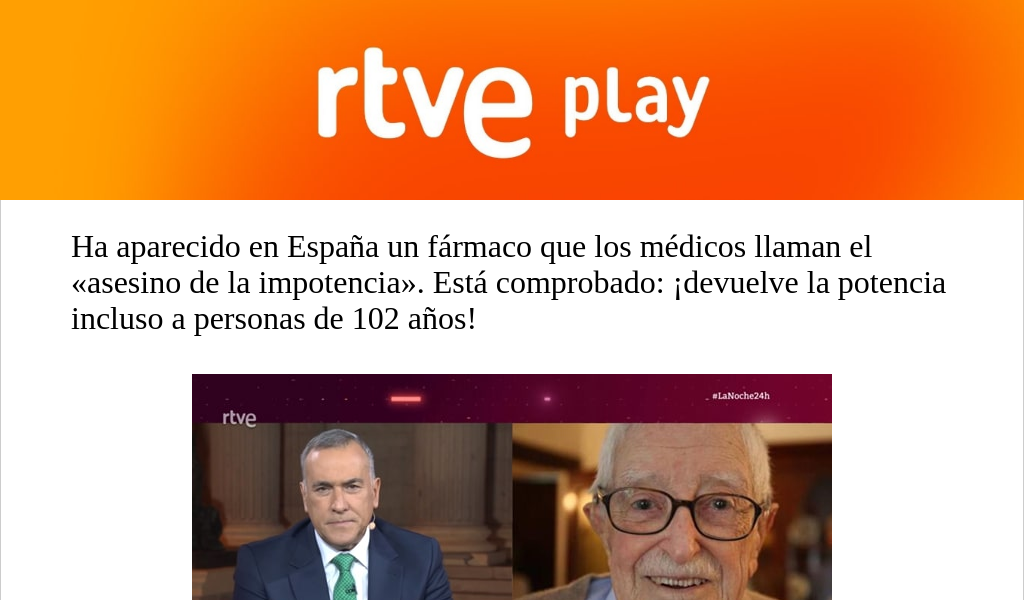 rtve play
Ha aparecido en España un fármaco que los médicos llaman el
«asesino de la impotencia». Está comprobado: ¡devuelve la potencia
incluso a personas de 102 años!
#LaNoche24h
rtve